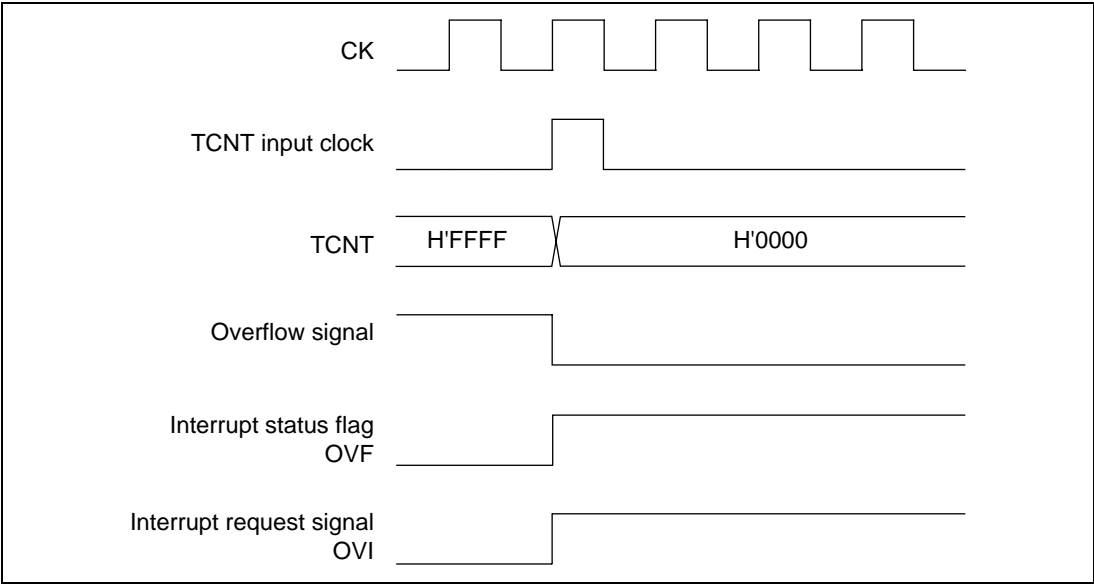 CK
TCNT input clock
TCNT
H'FFFF
H'0000
Overflow signal
Interrupt status flag
OVF
Interrupt request signal
OVI